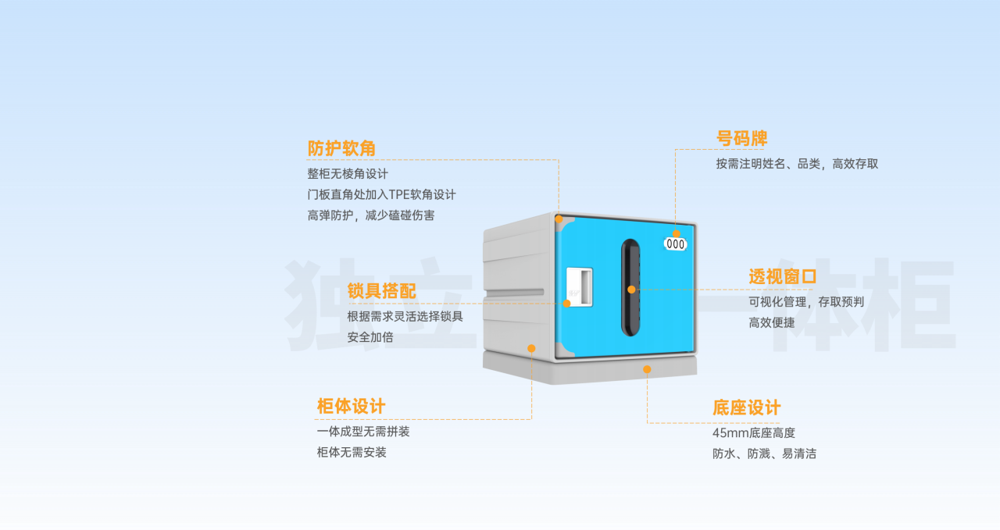 防护软角
整柜无棱角设计
门板直角处加入TPE软角设计
高弹防护，减少磕碰伤害
号码牌
按需注明姓名、品类，高效存取
000
独立
一体柜
锁具搭配
根据需求灵活选择锁具
安全加倍
透视窗口
可视化管理，存取预判
高效便捷
柜体设计
一体成型无需拼装
柜体无需安装
底座设计
45mm底座高度
防水、防溅、易清洁